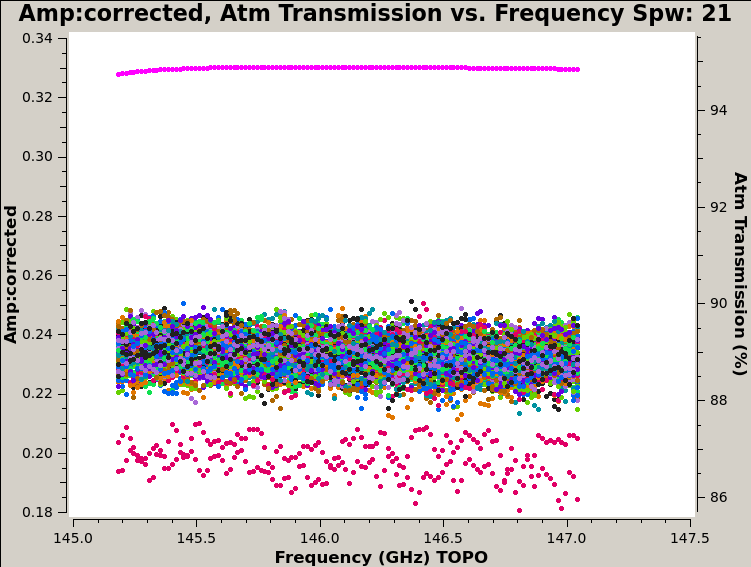 Amp:corrected, Atm Transmission vs. Frequency Spw: 21
0.34
0.32
0.30
0.28
0.26
0.24
0.22
0.20
0.18
Amp:corrected
94
92
90
88
86
Atm Transmission (%)
145.0 145.5 146.0 146.5 147.0 147.5
Frequency (GHz) TOPO